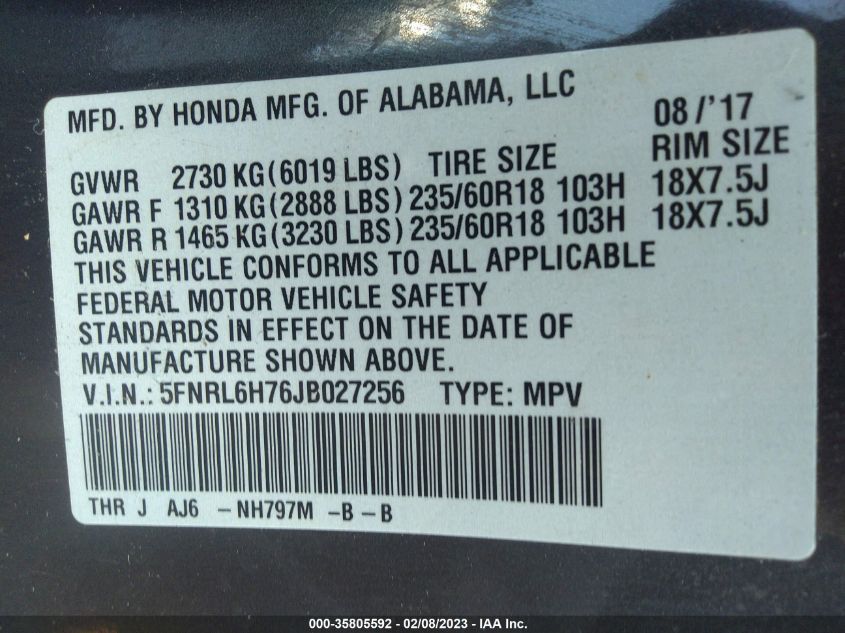 MFD. BY HONDA MFG. OF ALABAMA, LLC 08/'17
GVWR 2730 KG (6019 LBS) TIRE SIZE RIM SIZE
GAWR F 1310 KG (2888 LBS) 235/60R18 103H 18X7.5J
GAWR R 1465 KG (3230 LBS) 235/60R18 103H 18X7.5J
THIS VEHICLE CONFORMS TO ALL APPLICABLE
FEDERAL MOTOR VEHICLE SAFETY
STANDARDS IN EFFECT ON THE DATE OF
MANUFACTURE SHOWN ABOVE.
V.I.N.: 5FNRL6H76JB027256 TYPE: MPV
THR J AJ6 - NH797M - B - B
000-35805592 - 02/08/2023 - IAA Inc.